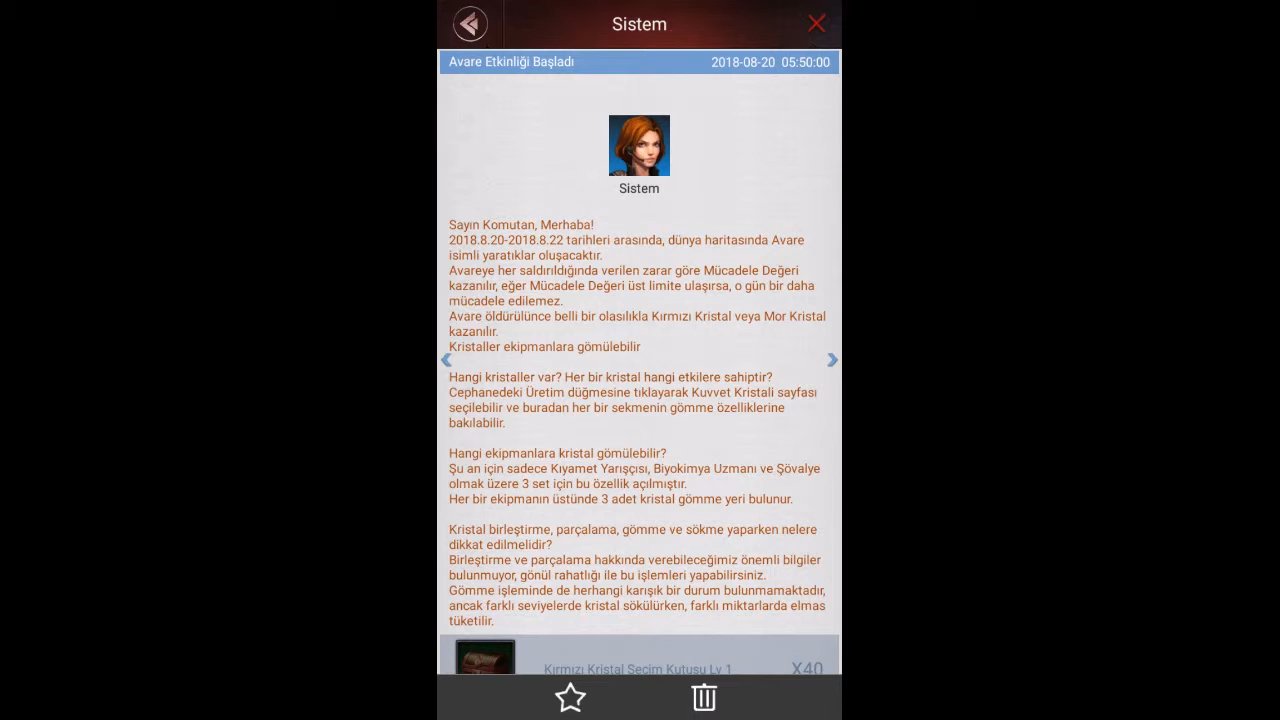 Sistem
Avare Etkinliği Başladı 2018-08-20 05:50:00
Sistem
Sayın Komutan, Merhaba!
2018.8.20-2018.8.22 tarihleri arasında, dünya haritasında Avare
isimli yaratıklar oluşacaktır.
Avareye her saldırıldığında verilen zarar göre Mücadele Değeri
kazanılır, eğer Mücadele Değeri üst limite ulaşırsa, o gün bir daha
mücadele edilemez.
Avare öldürülünce belli bir olasılıkla Kırmızı Kristal veya Mor Kristal
kazanılır.
Kristaller ekipmanlara gömülebilir
Hangi kristaller var? Her bir kristal hangi etkilere sahiptir?
Cephanedeki Üretim düğmesine tıklayarak Kuvvet Kristali sayfası
seçilebilir ve buradan her bir sekmenin gömme özelliklerine
bakılabilir.
Hangi ekipmanlara kristal gömülebilir?
Şu an için sadece Kıyamet Yarışçısı, Biyokimya Uzmanı ve Şövalye
olmak üzere 3 set için bu özellik açılmıştır.
Her bir ekipmanın üstünde 3 adet kristal gömme yeri bulunur.
Kristal birleştirme, parçalama, gömme ve sökme yaparken nelere
dikkat edilmelidir?
Birleştirme ve parçalama hakkında verebileceğimiz önemli bilgiler
bulunmuyor, gönül rahatlığı ile bu işlemleri yapabilirsiniz.
Gömme işleminde de herhangi karışık bir durum bulunmamaktadır,
ancak farklı seviyelerde kristal sökülürken, farklı miktarlarda elmas
tüketilir.
Kırmızı Kristal Seçim Kutusu Lv 1 X40